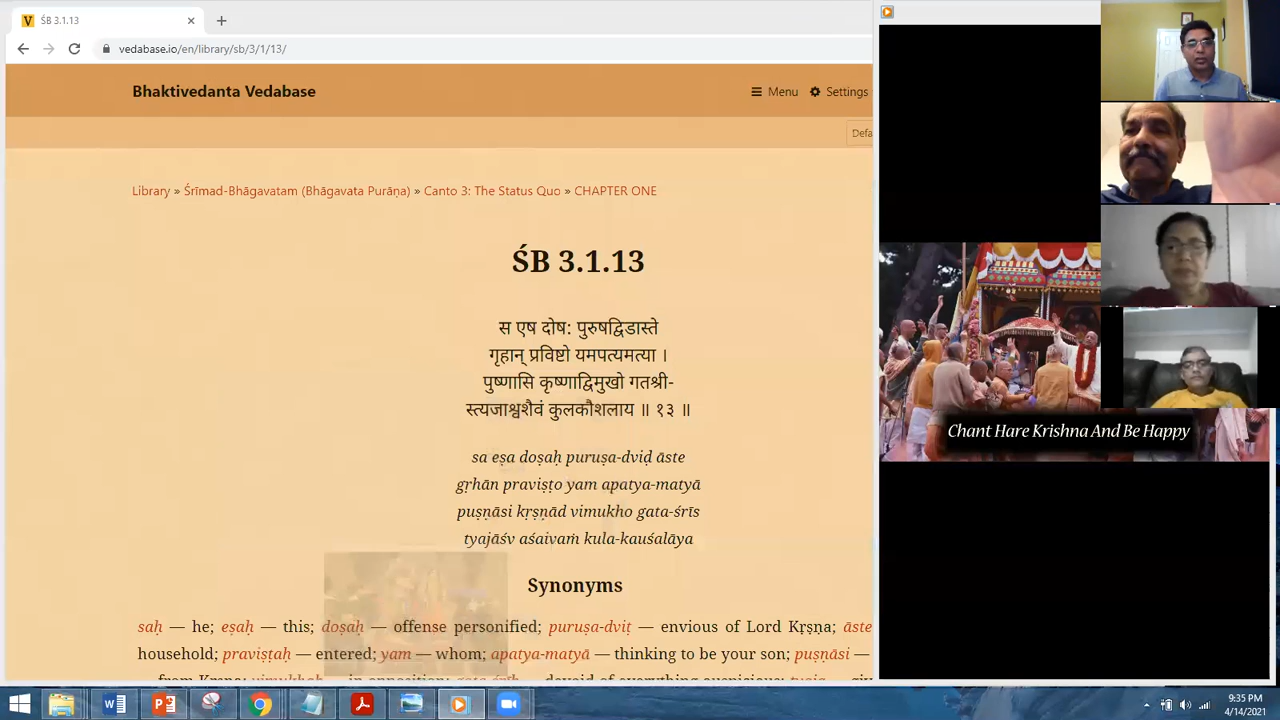 ŚB 3.1.13
vedabase.io/en/library/sb/3/1/13/
Bhaktivedanta Vedabase
Menu
Settings
Library » Śrīmad-Bhāgavatam (Bhāgavata Purāṇa) » Canto 3: The Status Quo » CHAPTER ONE
ŚB 3.1.13
स एष दोष: पुरुषद्विडास्ते
गृहान् प्रविष्टो यमपत्यमत्या ।
पुष्णासि कृष्णाद्विमुखो गतश्री-
स्त्यजाश्वशैवं कुलकौशलाय ॥ १३ ॥
sa eṣa doṣaḥ puruṣa-dviḍ āste
gṛhān praviṣṭo yam apatya-matyā
puṣṇāsi kṛṣṇād vimukho gata-śrīs
tyajāśv aśaivaṁ kula-kauśalāya
Synonyms
saḥ — he; eṣaḥ — this; doṣaḥ — offense personified; puruṣa-dviṭ — envious of Lord Kṛṣṇa; āste
household; praviṣṭaḥ — entered; yam — whom; apatya-matyā — thinking to be your son; puṣṇāsi —
Chant Hare Krishna And Be Happy
9:35 PM
4/14/2021